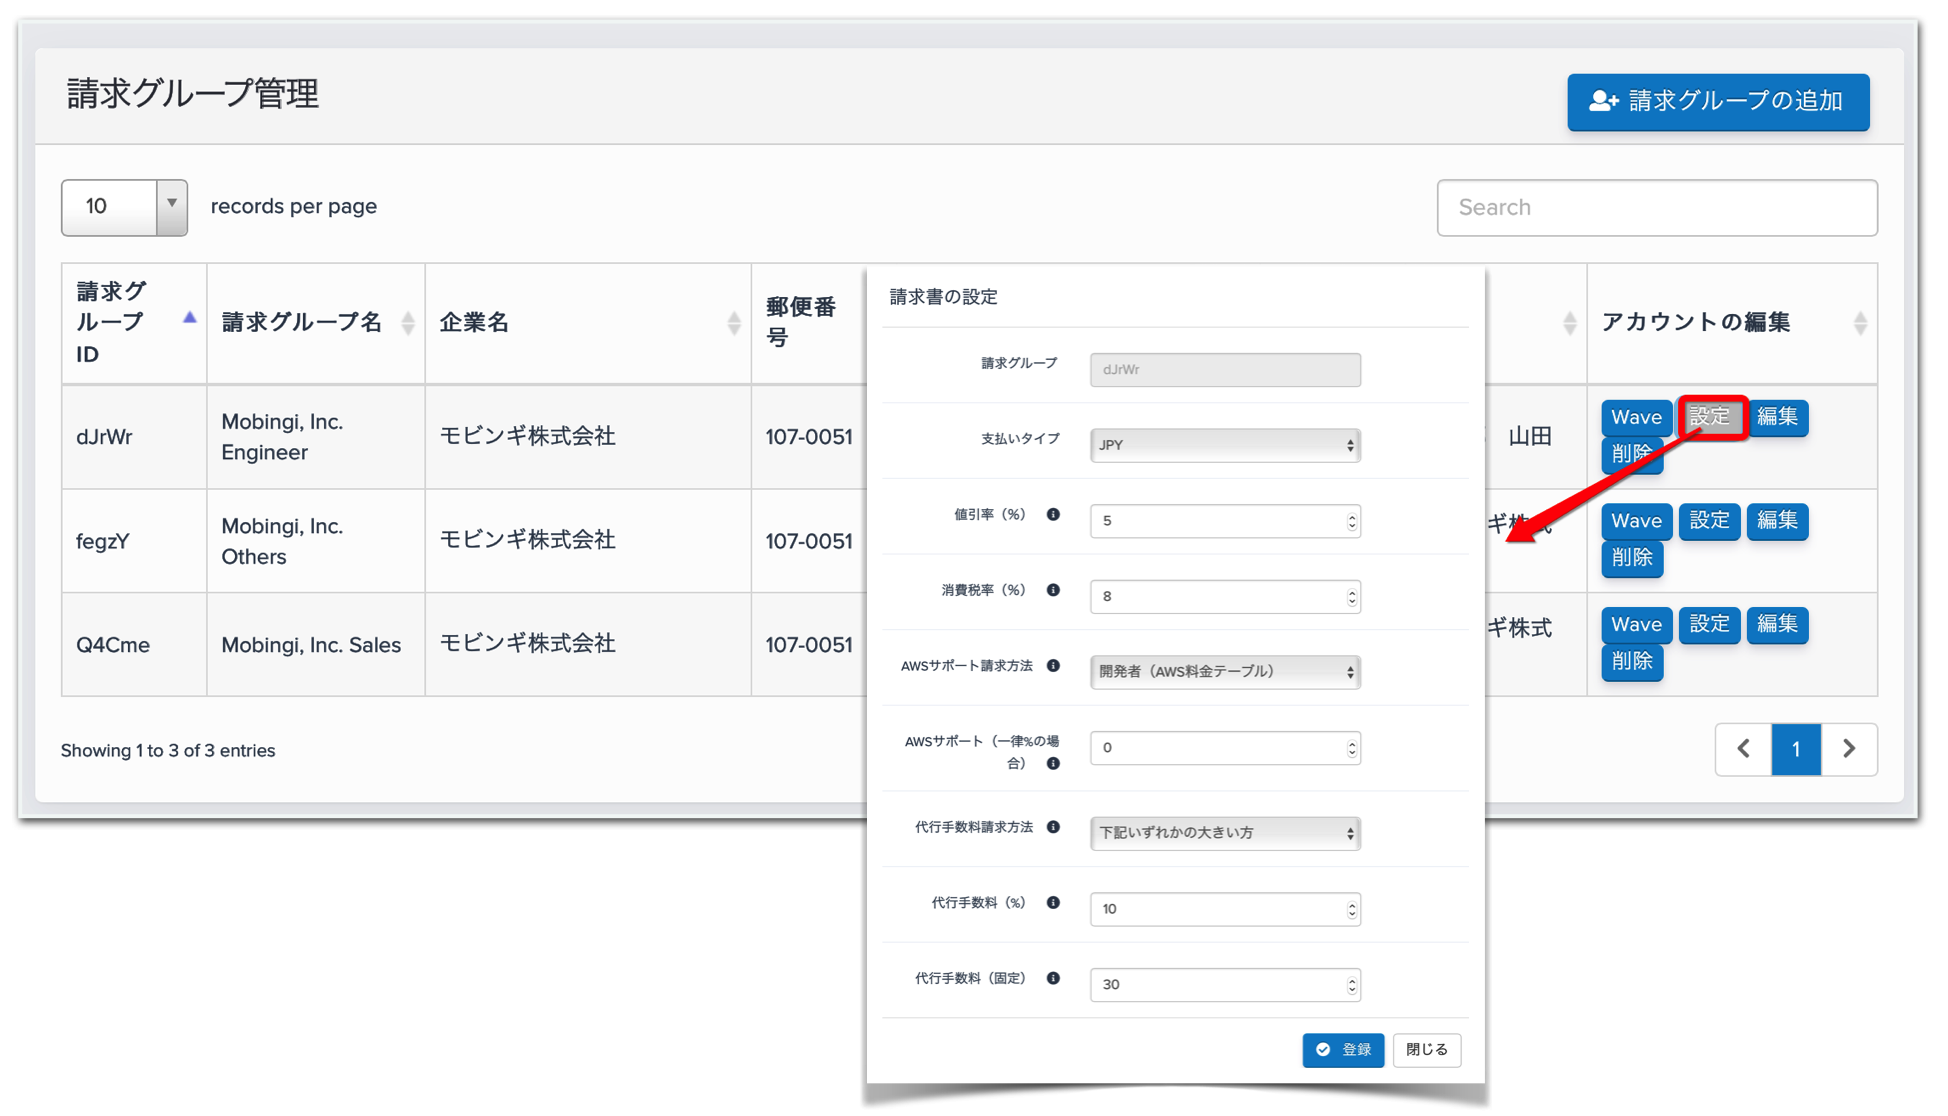 請求グループ管理
請求グループの追加
10 records per page
Search
請求グ
ループ
ID
請求グループ名
企業名
郵便番
号
アカウントの編集
dJrWr
Mobingi, Inc.
Engineer
モビンギ株式会社
107-0051
山田
Wave 設定 編集
削除
fegzY
Mobingi, Inc.
Others
モビンギ株式会社
107-0051
ギ株式
Wave 設定 編集
削除
Q4Cme
Mobingi, Inc. Sales
モビンギ株式会社
107-0051
ギ株式
Wave 設定 編集
削除
Showing 1 to 3 of 3 entries
1
請求書の設定
請求グループ dJrWr
支払いタイプ JPY
値引率（%） 5
消費税率（%） 8
AWSサポート請求方法 開発者（AWS料金テーブル）
AWSサポート（一律%の場
合） 0
代行手数料請求方法 下記いずれかの大きい方
代行手数料（%） 10
代行手数料（固定） 30
登録 閉じる